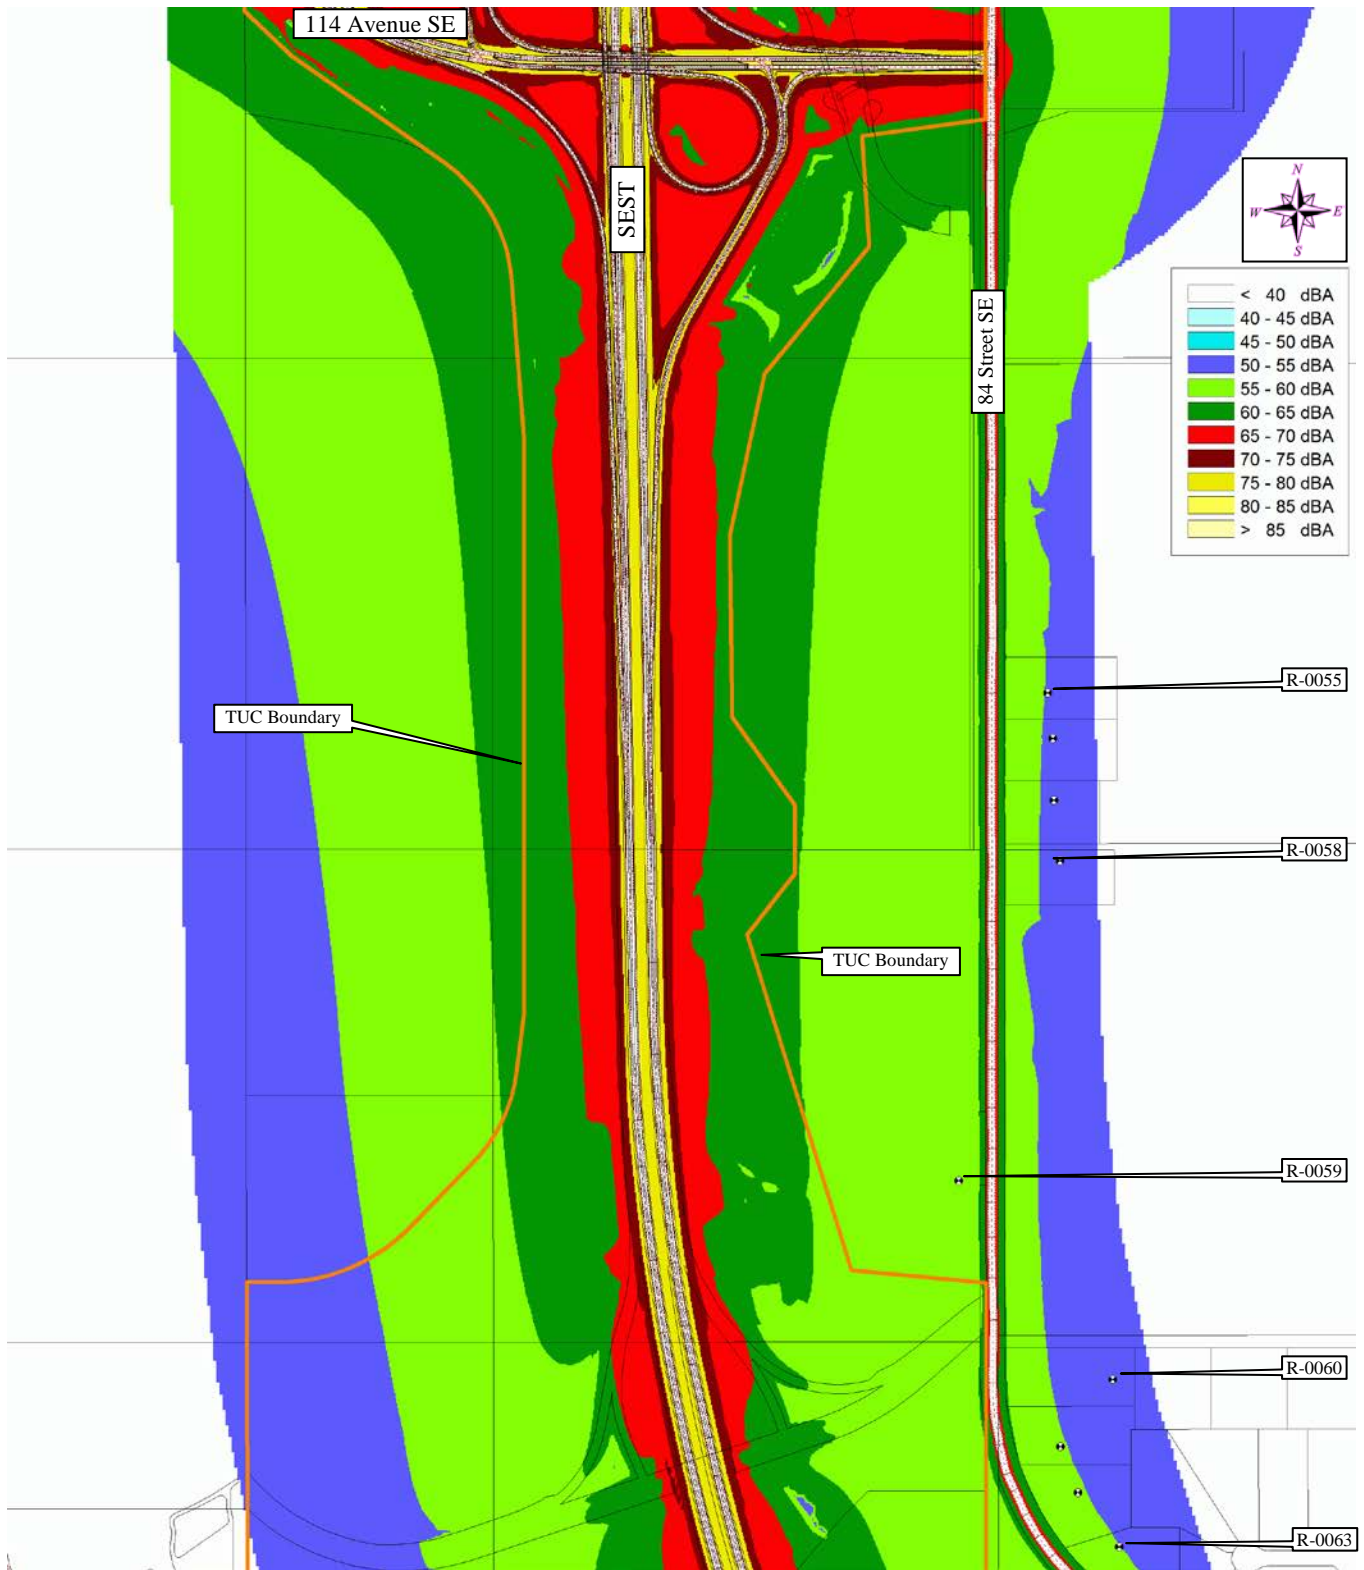 114 Avenue SE
SEST
84 Street SE
N
W E
S
< 40 dBA
40 - 45 dBA
45 - 50 dBA
50 - 55 dBA
55 - 60 dBA
60 - 65 dBA
65 - 70 dBA
70 - 75 dBA
75 - 80 dBA
80 - 85 dBA
> 85 dBA
R-0055
TUC Boundary
R-0058
TUC Boundary
R-0059
R-0060
R-0063